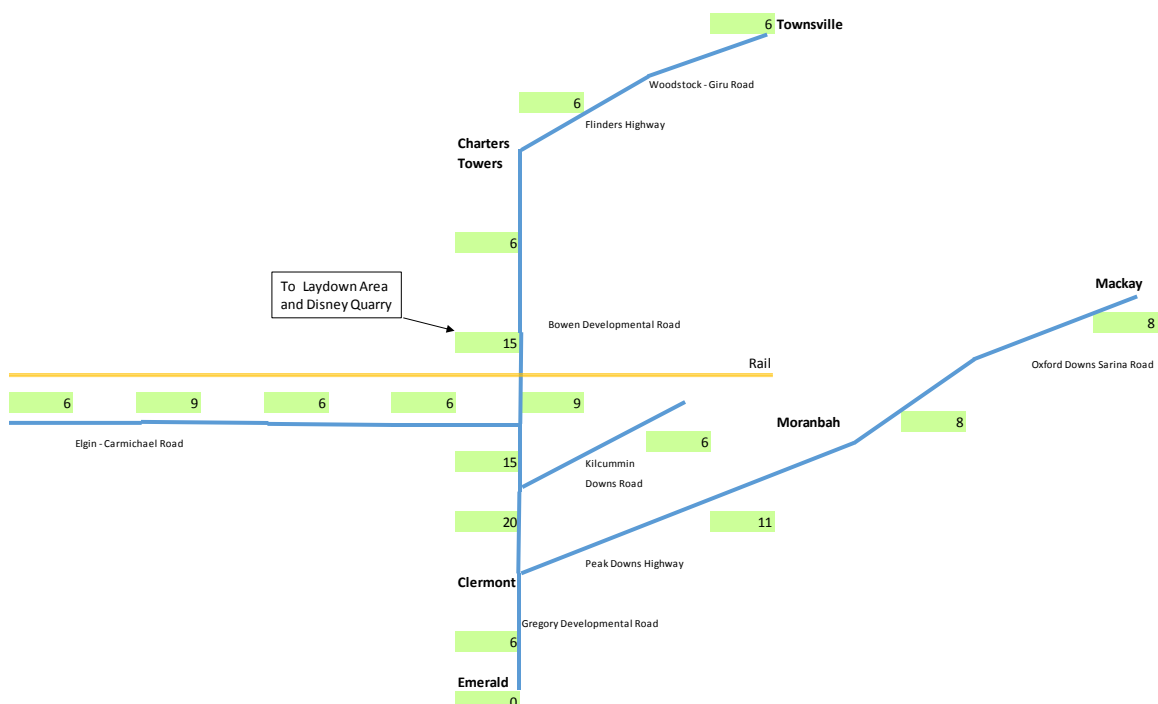 6 Townsville
Woodstock - Giru Road
6
Flinders Highway
Charters
Towers
6
To Laydown Area
and Disney Quarry
Mackay
8
Bowen Developmental Road
15
Rail
Oxford Downs Sarina Road
6 9 6 6 9
Moranbah
8
Elgin - Carmichael Road
6
15
Kilcummin
Downs Road
20
11
Peak Downs Highway
Clermont
Gregory Developmental Road
6
Emerald
0